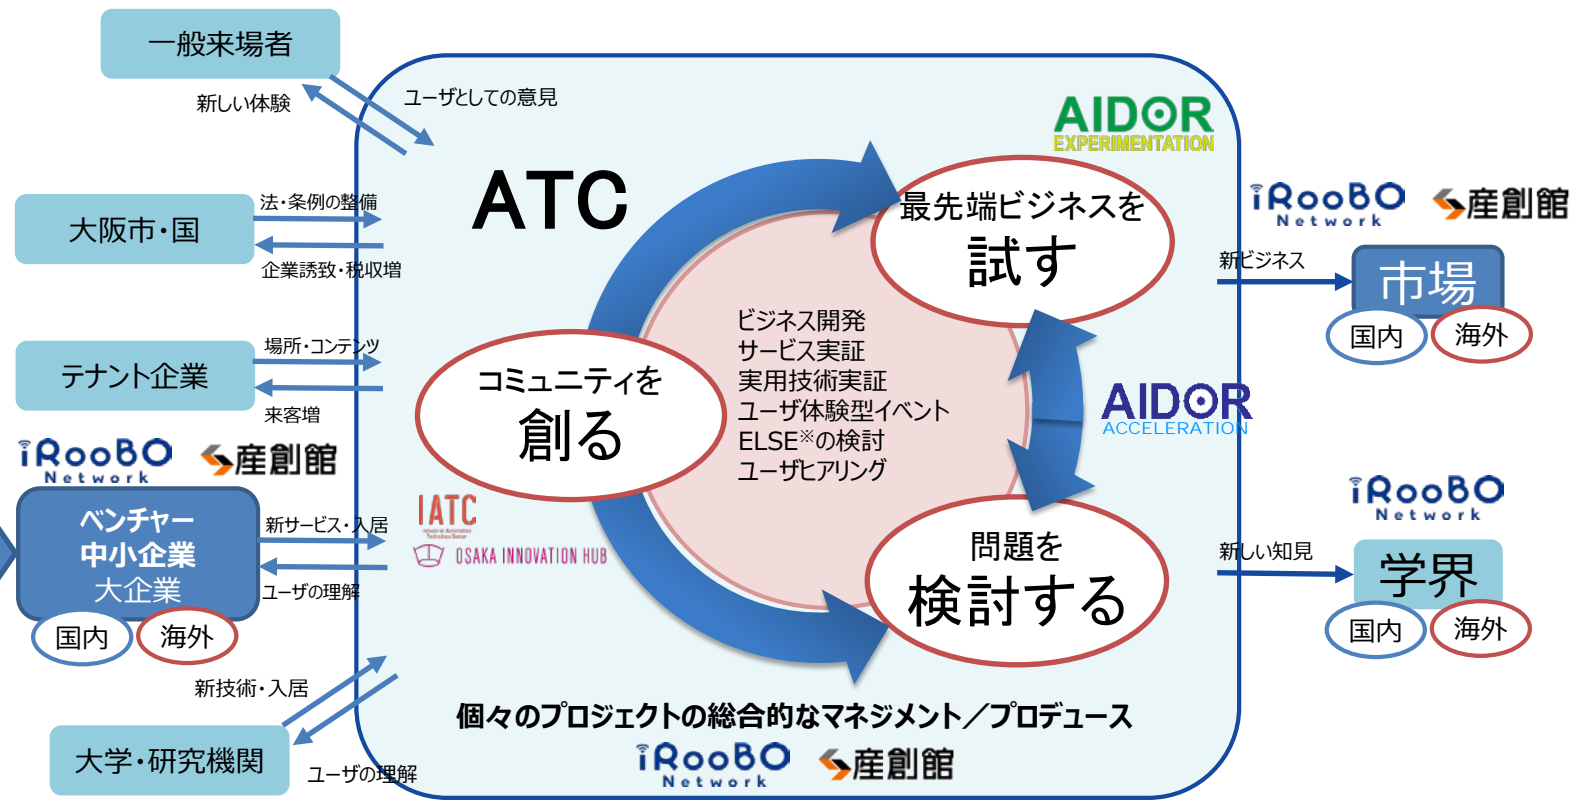 一般来場者
新しい体験
ユーザとしての意見
大阪市・国
法・条例の整備
企業誘致・税収増
テナント企業
場所・コンテンツ
来客増
iRooBO
Network
産創館
ベンチャー
中小企業
大企業
国内
海外
新サービス・入居
ユーザの理解
新技術・入居
大学・研究機関
ユーザの理解
ATC
AIDOR
EXPERIMENTATION
最先端ビジネスを
試す
コミュニティを
創る
ビジネス開発
サービス実証
実用技術実証
ユーザ体験型イベント
ELSE※の検討
ユーザヒアリング
AIDOR
ACCELERATION
IATC
Industrial Automation
Technology Center
OSAKA INNOVATION HUB
問題を
検討する
個々のプロジェクトの総合的なマネジメント／プロデュース
iRooBO
Network
産創館
iRooBO
Network
産創館
新ビジネス
市場
国内
海外
iRooBO
Network
新しい知見
学界
国内
海外